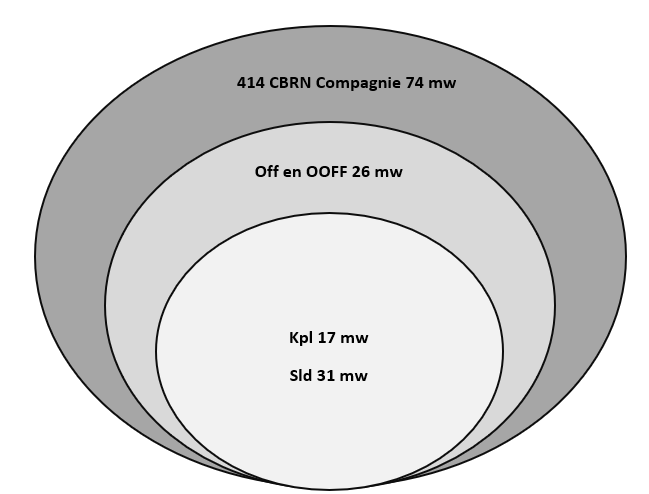 414 CBRN Compagnie 74 mw
Off en OOFF 26 mw
Kpl 17 mw
Sld 31 mw